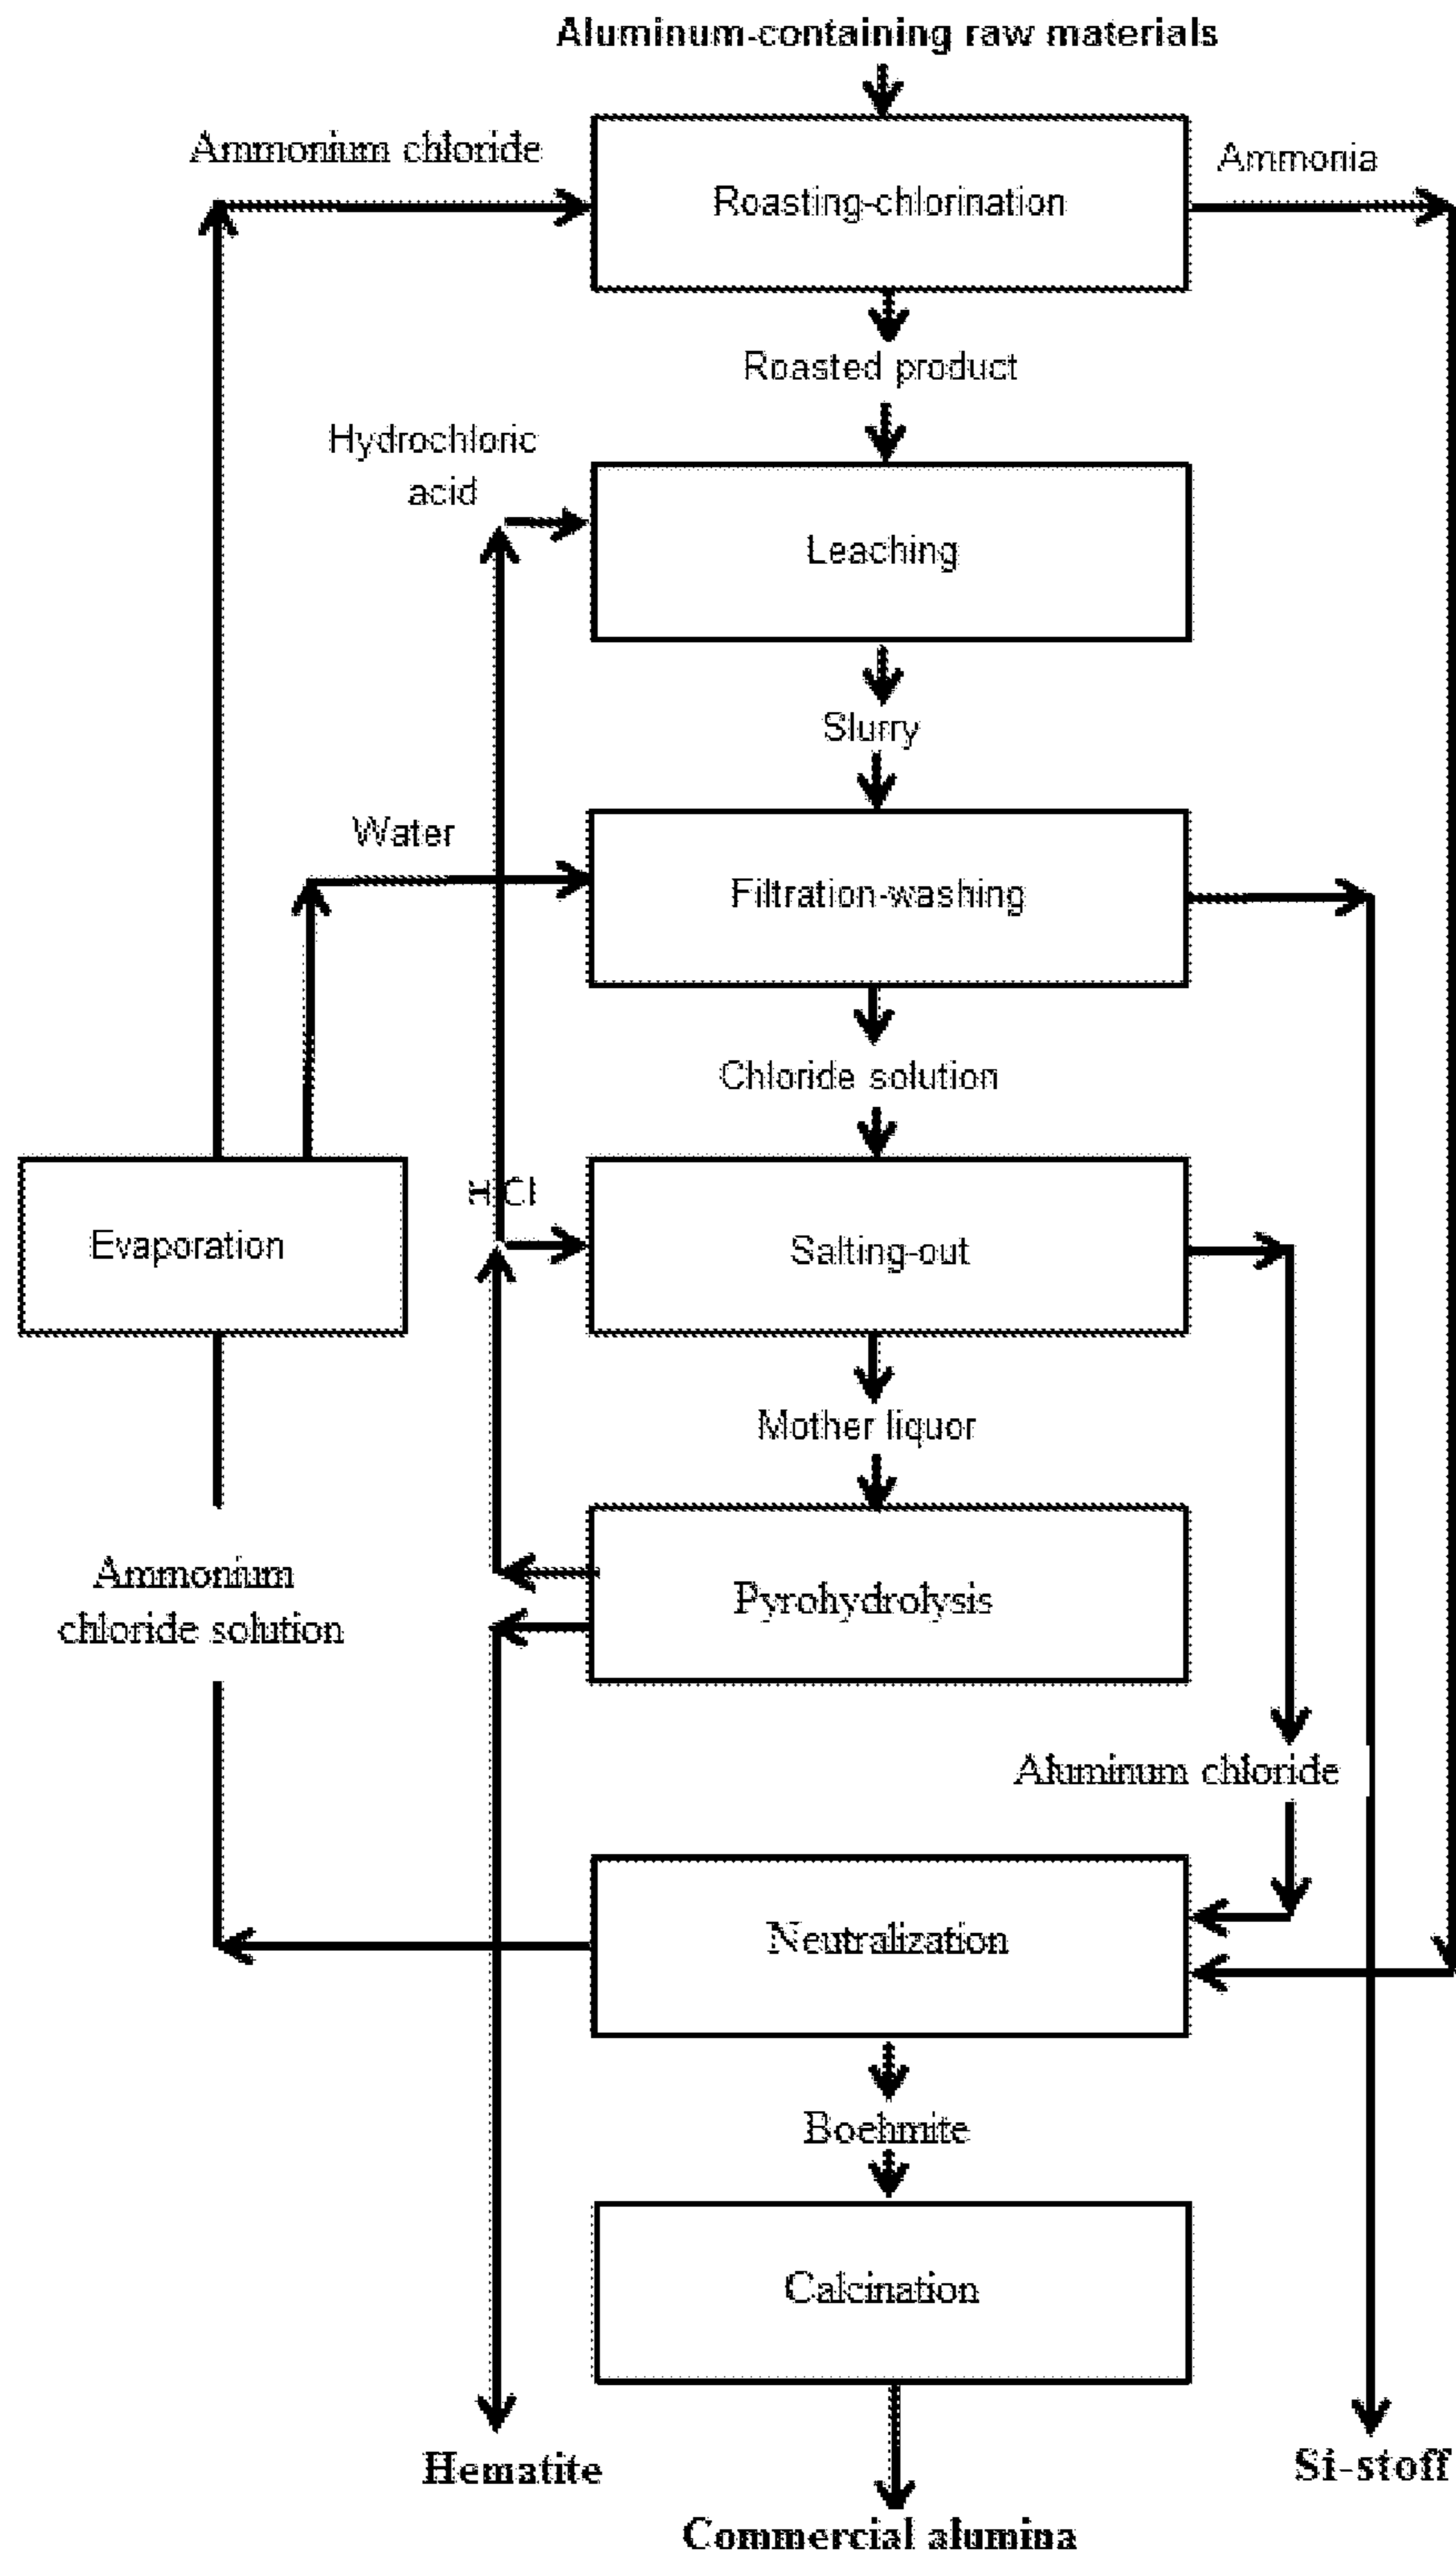 Aluminum-containing raw materials
Ammonium chloride
Ammonia
Roasting-chlorination
Roasted product
Hydrochloric
acid
Leaching
Slurry
Water
Filtration-washing
Chloride solution
HCl
Evaporation
Salting-out
Mother liquor
Ammonium
chloride solution
Pyrohydrolysis
Aluminum chloride
Neutralization
Boehmite
Calcination
Hematite
Si-stoff
Commercial alumina